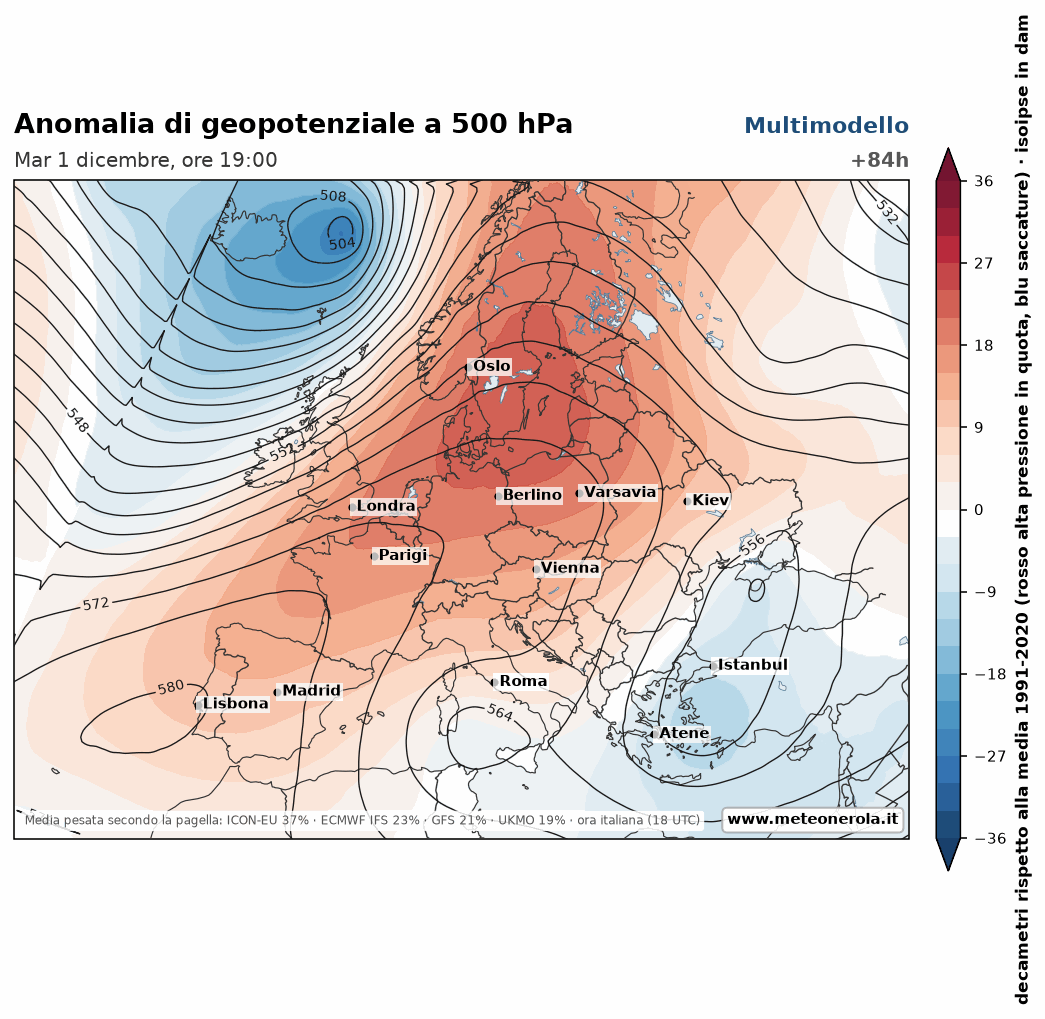 Anomalia di geopotenziale a 500 hPa
Multimodello
Mar 1 dicembre, ore 19:00
+84h
508
504
532
548
552
Oslo
Londra
Berlino
Varsavia
Kiev
Parigi
Vienna
556
572
580
Lisbona
Madrid
Roma
564
Istanbul
Atene
Media pesata secondo la pagella: ICON-EU 37% · ECMWF IFS 23% · GFS 21% · UKMO 19% · ora italiana (18 UTC)
www.meteonerola.it
36
27
18
9
0
−9
−18
−27
−36
decametri rispetto alla media 1991-2020 (rosso alta pressione in quota, blu saccature) · isoipse in dam